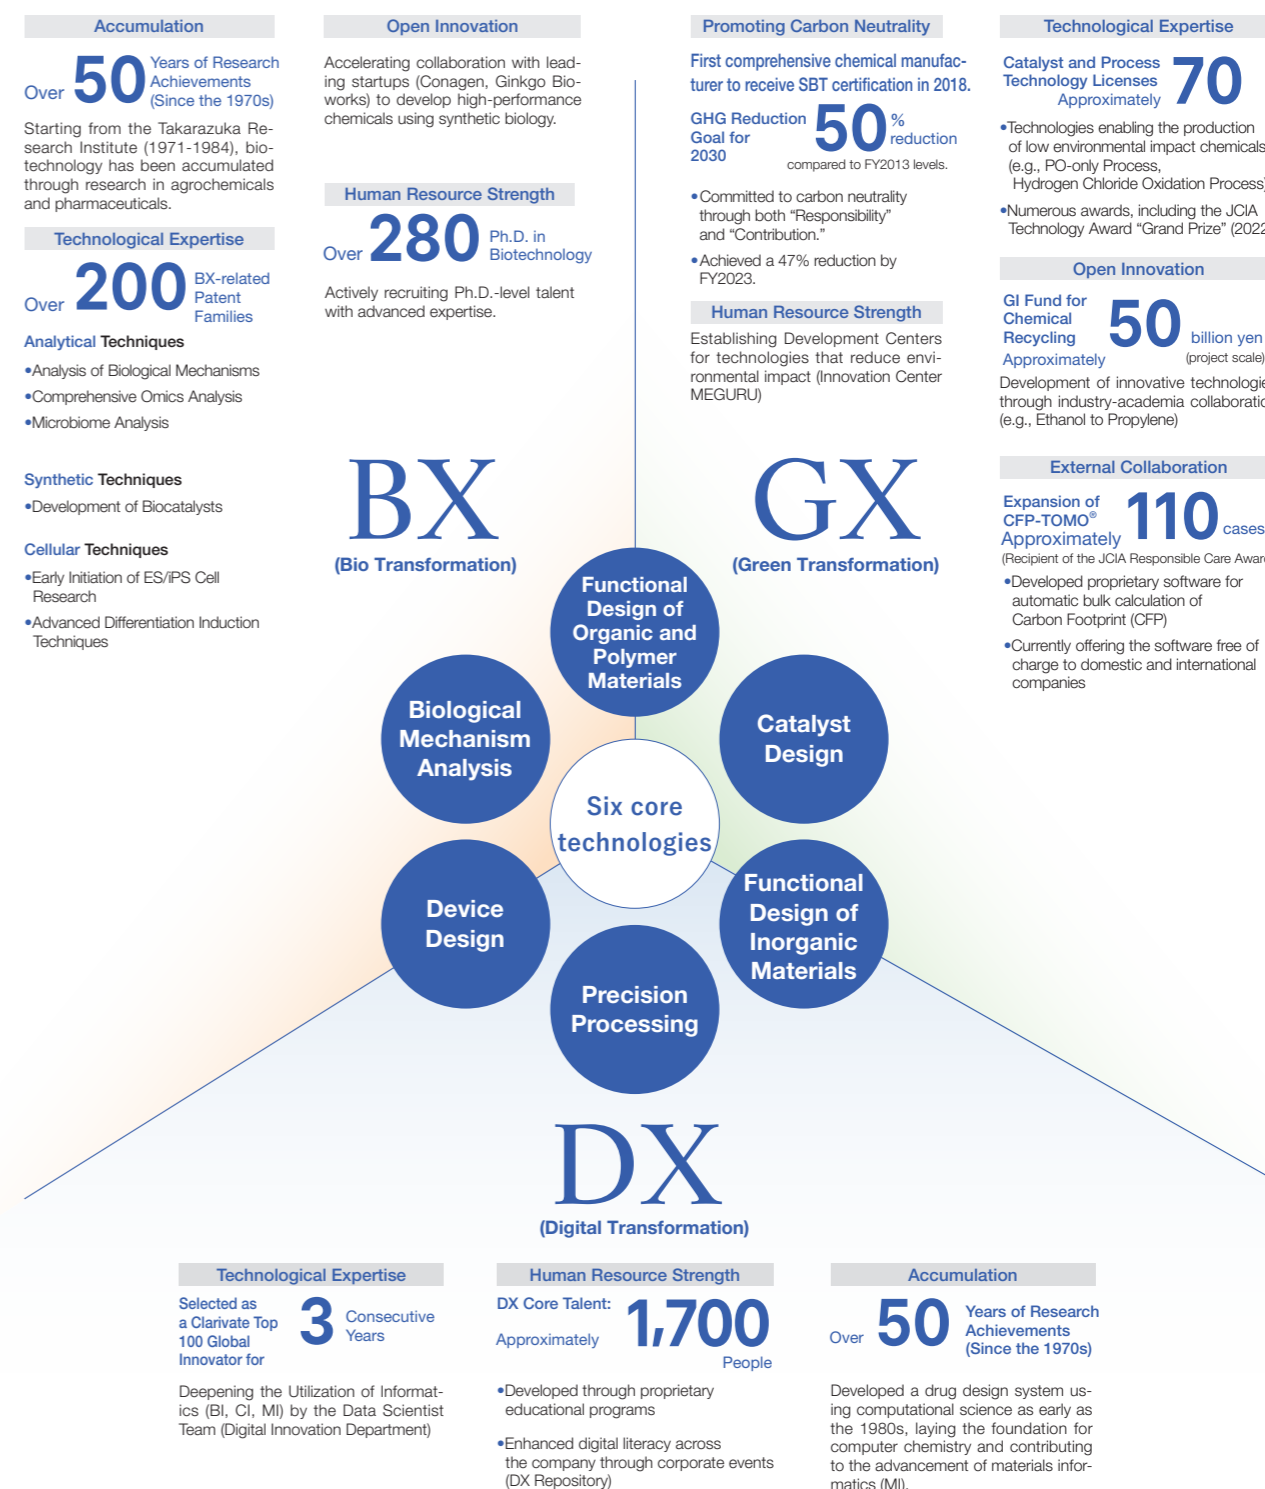 Accumulation
Over 50 Years of Research
Achievements
(Since the 1970s)
Starting from the Takarazuka Re-
search Institute (1971-1984), bio-
technology has been accumulated
through research in agrochemicals
and pharmaceuticals.
Technological Expertise
Over 200 BX-related
Patent
Families
Analytical Techniques
•Analysis of Biological Mechanisms
•Comprehensive Omics Analysis
•Microbiome Analysis
Synthetic Techniques
•Development of Biocatalysts
Cellular Techniques
•Early Initiation of ES/iPS Cell
Research
•Advanced Differentiation Induction
Techniques
Open Innovation
Accelerating collaboration with lead-
ing startups (Conagen, Ginkgo Bio-
works) to develop high-performance
chemicals using synthetic biology.
Human Resource Strength
Over 280 Ph.D. in
Biotechnology
Actively recruiting Ph.D.-level talent
with advanced expertise.
BX
(Bio Transformation)
Promoting Carbon Neutrality
First comprehensive chemical manufac-
turer to receive SBT certification in 2018.
GHG Reduction
Goal for
2030
50 %
reduction
compared to FY2013 levels.
•Committed to carbon neutrality
through both “Responsibility”
and “Contribution.”
•Achieved a 47% reduction by
FY2023.
Human Resource Strength
Establishing Development Centers
for technologies that reduce envi-
ronmental impact (Innovation Center
MEGURU)
Technological Expertise
Catalyst and Process
Technology Licenses
Approximately 70
•Technologies enabling the production
of low environmental impact chemicals
(e.g., PO-only Process,
Hydrogen Chloride Oxidation Process)
•Numerous awards, including the JCIA
Technology Award “Grand Prize” (2022
Open Innovation
GI Fund for
Chemical
Recycling
Approximately 50 billion yen
(project scale)
Development of innovative technologie
through industry-academia collaboratio
(e.g., Ethanol to Propylene)
External Collaboration
Expansion of
CFP-TOMO®
Approximately 110 cases
(Recipient of the JCIA Responsible Care Awar
•Developed proprietary software for
automatic bulk calculation of
Carbon Footprint (CFP)
•Currently offering the software free of
charge to domestic and international
companies
GX
(Green Transformation)
Functional
Design of
Organic and
Polymer
Materials
Biological
Mechanism
Analysis
Catalyst
Design
Six core
technologies
Device
Design
Functional
Design of
Inorganic
Materials
Precision
Processing
DX
(Digital Transformation)
Technological Expertise
Selected as
a Clarivate Top
100 Global
Innovator for
3 Consecutive
Years
Deepening the Utilization of Informat-
ics (BI, CI, MI) by the Data Scientist
Team (Digital Innovation Department)
Human Resource Strength
DX Core Talent:
Approximately 1,700
People
•Developed through proprietary
educational programs
•Enhanced digital literacy across
the company through corporate events
(DX Repository)
Accumulation
Over 50 Years of Research
Achievements
(Since the 1970s)
Developed a drug design system us-
ing computational science as early as
the 1980s, laying the foundation for
computer chemistry and contributing
to the advancement of materials infor-
matics (MI).